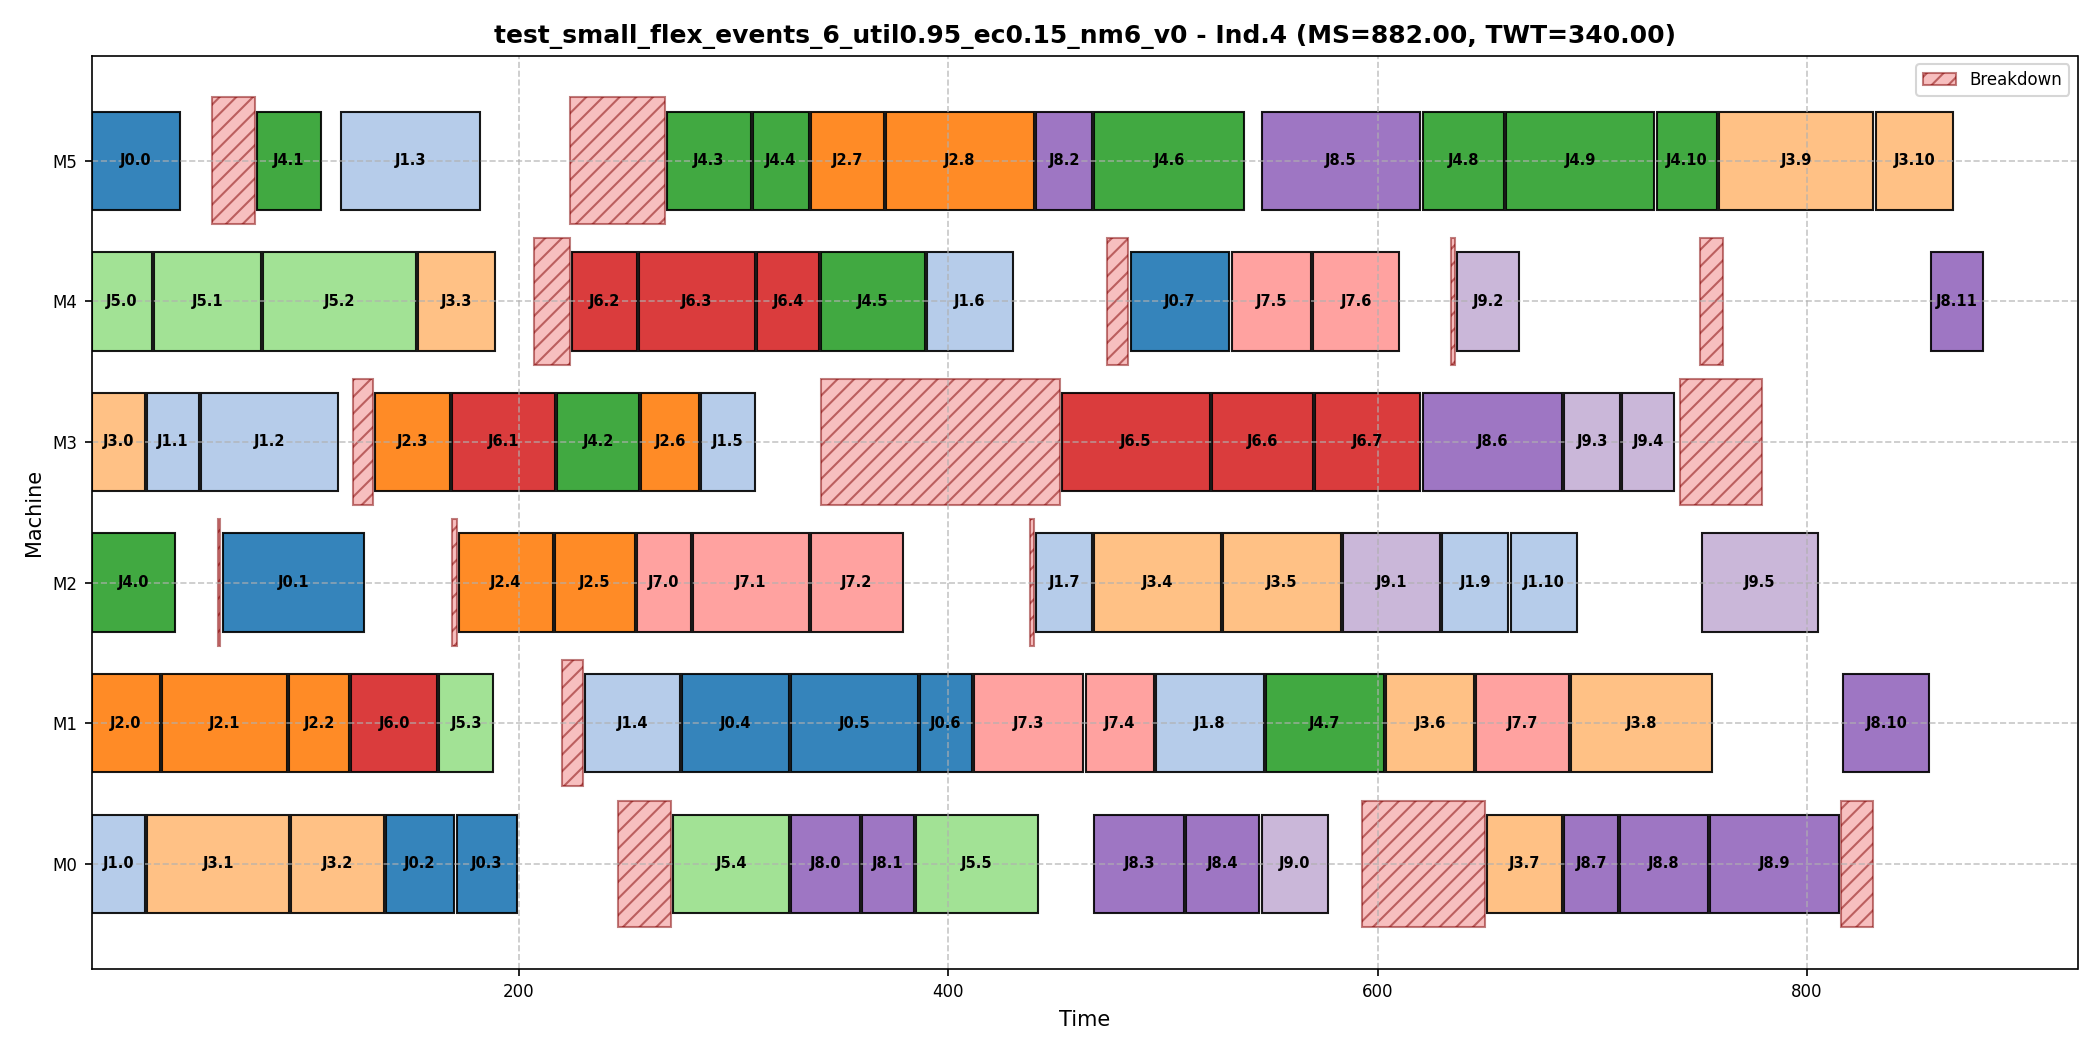 test_small_flex_events_6_util0.95_ec0.15_nm6_v0 - Ind.4 (MS=882.00, TWT=340.00)
Breakdown
M5 J0.0 J4.1 J1.3 J4.3 J4.4 J2.7 J2.8 J8.2 J4.6 J8.5 J4.8 J4.9 J4.10 J3.9 J3.10
M4 J5.0 J5.1 J5.2 J3.3 J6.2 J6.3 J6.4 J4.5 J1.6 J0.7 J7.5 J7.6 J9.2 J8.11
M3 J3.0 J1.1 J1.2 J2.3 J6.1 J4.2 J2.6 J1.5 J6.5 J6.6 J6.7 J8.6 J9.3 J9.4
Machine
M2 J4.0 J0.1 J2.4 J2.5 J7.0 J7.1 J7.2 J1.7 J3.4 J3.5 J9.1 J1.9 J1.10 J9.5
M1 J2.0 J2.1 J2.2 J6.0 J5.3 J1.4 J0.4 J0.5 J0.6 J7.3 J7.4 J1.8 J4.7 J3.6 J7.7 J3.8 J8.10
M0 J1.0 J3.1 J3.2 J0.2 J0.3 J5.4 J8.0 J8.1 J5.5 J8.3 J8.4 J9.0 J3.7 J8.7 J8.8 J8.9
200 400 600 800
Time